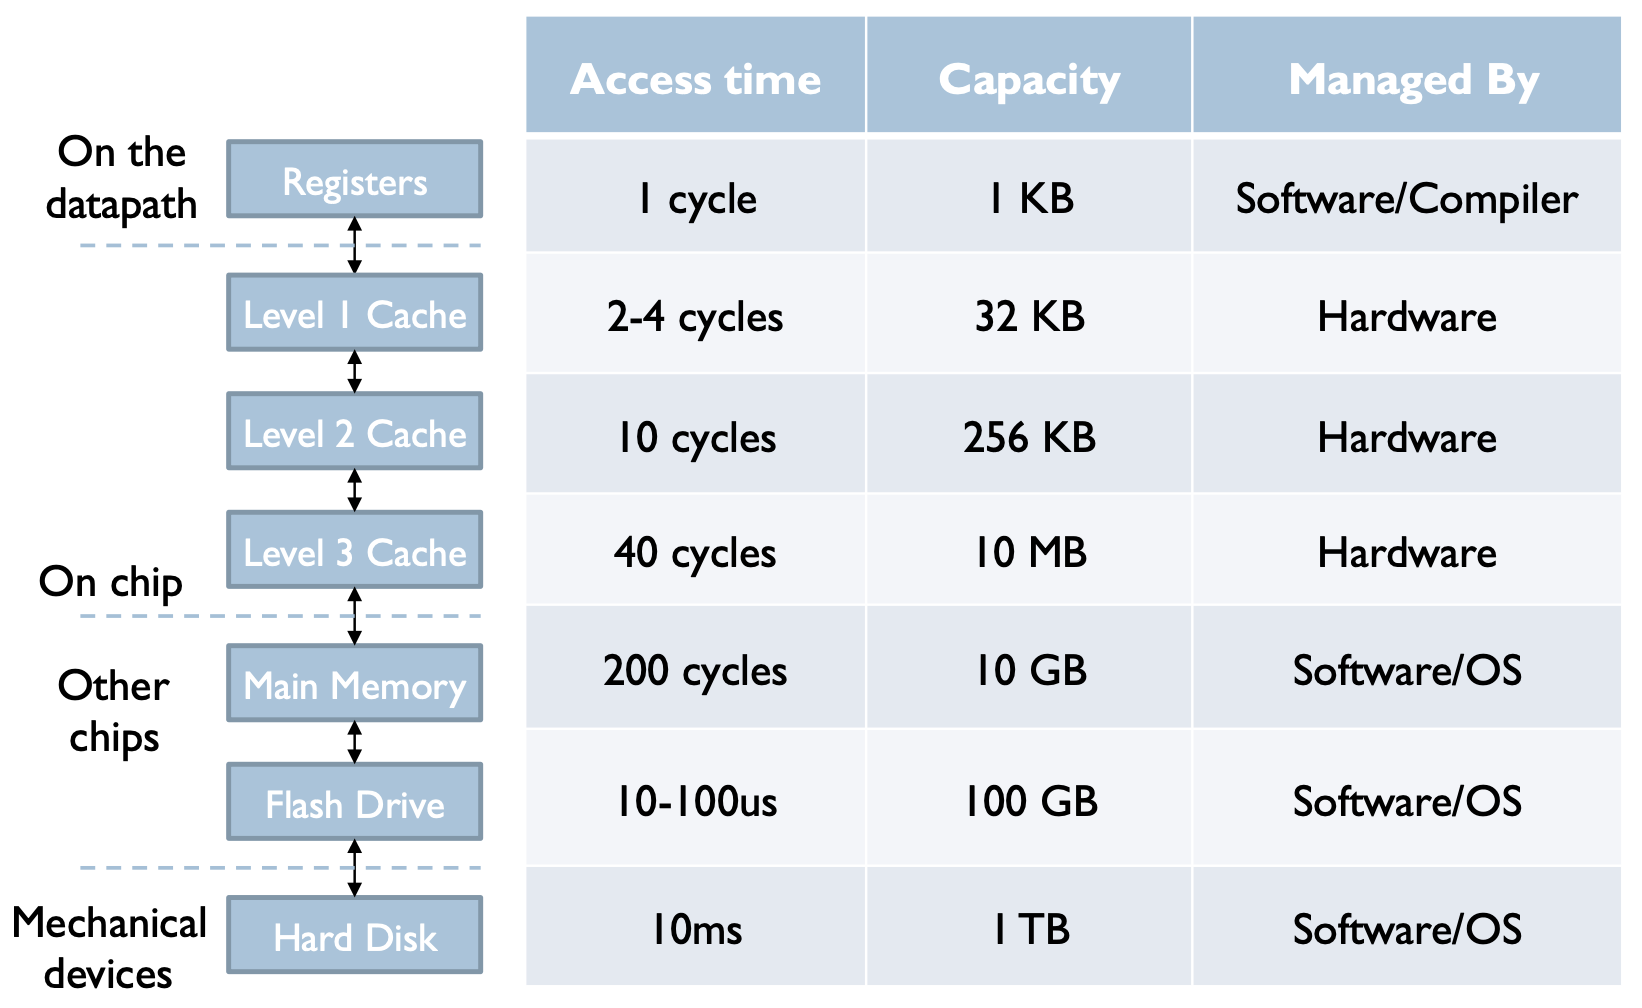 Access time
Capacity
Managed By
On the
datapath
Registers
1 cycle
1 KB
Software/Compiler
Level 1 Cache
2-4 cycles
32 KB
Hardware
Level 2 Cache
10 cycles
256 KB
Hardware
On chip
Level 3 Cache
40 cycles
10 MB
Hardware
Other
chips
Main Memory
200 cycles
10 GB
Software/OS
Flash Drive
10-100us
100 GB
Software/OS
Mechanical
devices
Hard Disk
10ms
1 TB
Software/OS